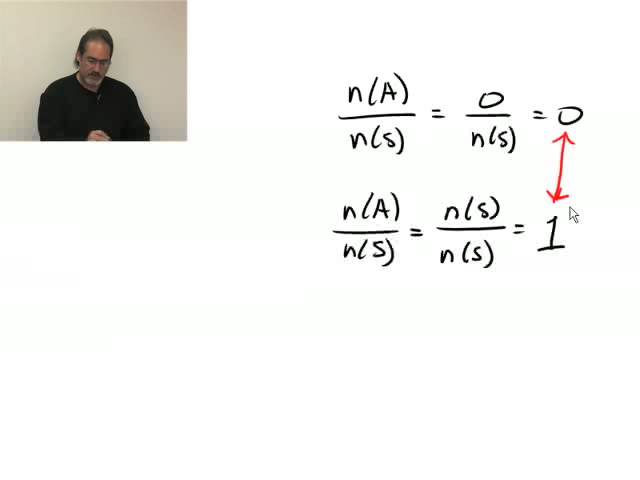 n(A)/n(S) = 0/n(S) = 0
n(A)/n(S) = n(S)/n(S) = 1